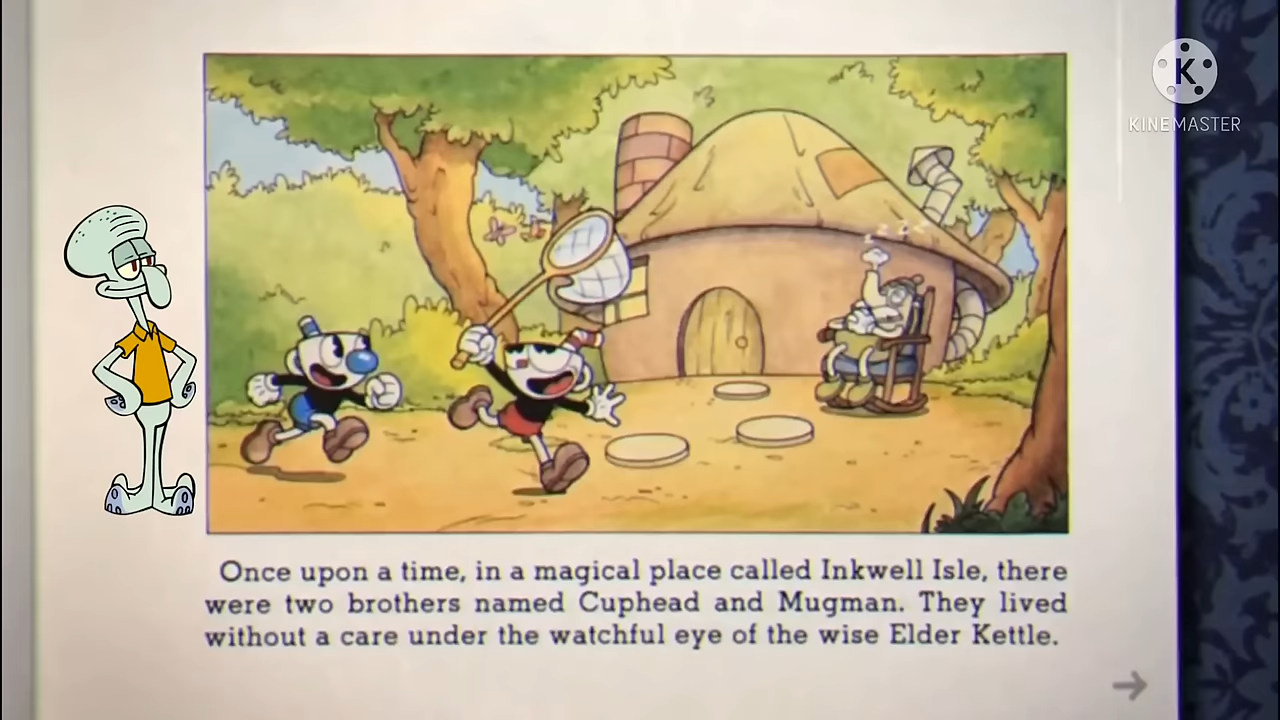 K
KINEMASTER
z z z z
Once upon a time, in a magical place called Inkwell Isle, there
were two brothers named Cuphead and Mugman. They lived
without a care under the watchful eye of the wise Elder Kettle.